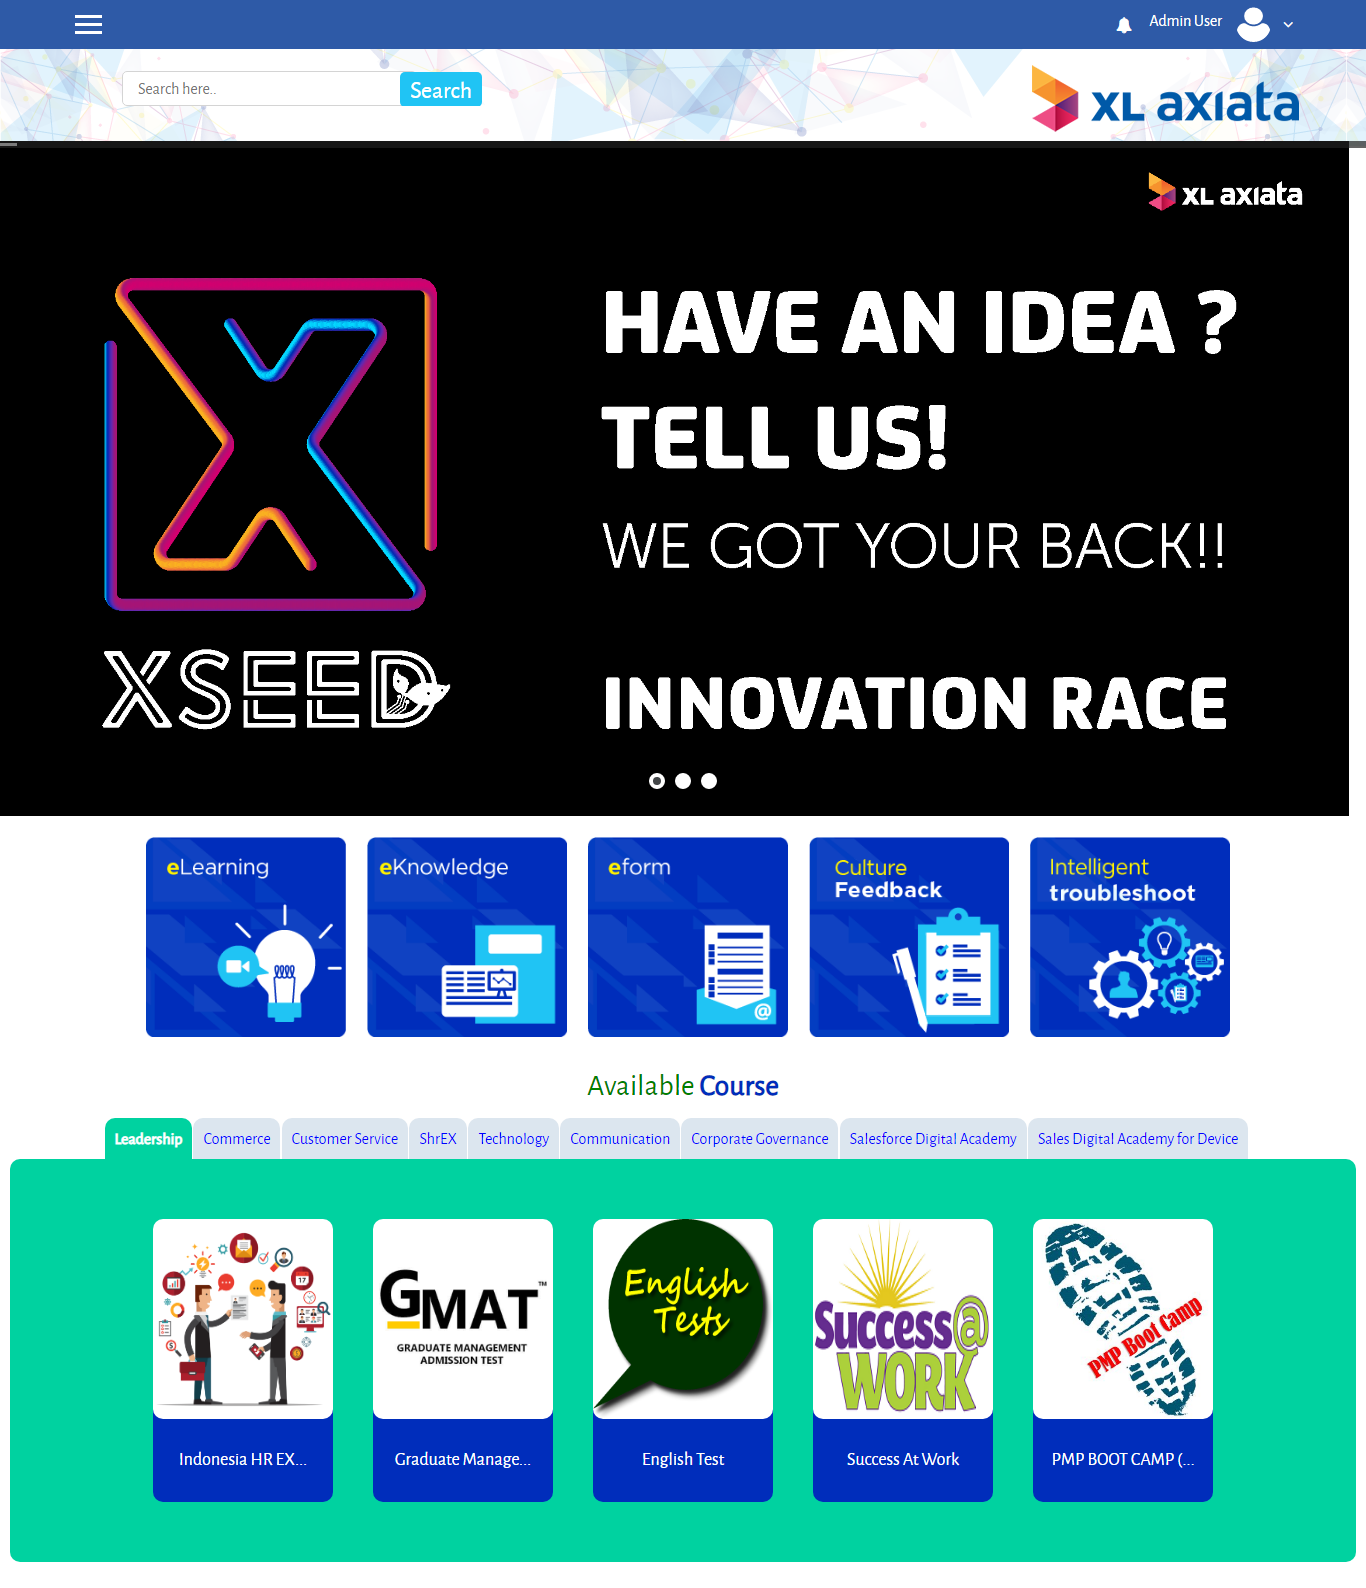 Admin User
Search here..
Search
XL axiata
XL axiata
HAVE AN IDEA ?
TELL US!
WE GOT YOUR BACK!!
XSEED
INNOVATION RACE
eLearning
eKnowledge
eform
Culture
Feedback
Intelligent
troubleshoot
@
Available Course
Leadership
Commerce
Customer Service
ShrEX
Technology
Communication
Corporate Governance
Salesforce Digital Academy
Sales Digital Academy for Device
17
GMAT™
GRADUATE MANAGEMENT
ADMISSION TEST
English
Tests
Success@
WORK
PMP Boot Camp
Indonesia HR EX...
Graduate Manage...
English Test
Success At Work
PMP BOOT CAMP (...